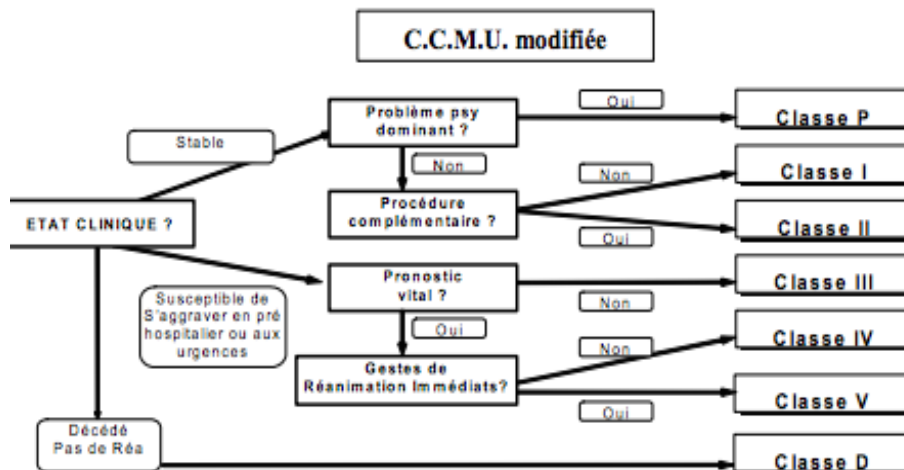 C.C.M.U. modifiée
Problème psy
dominant ?
Oui
Classe P
Stable
Non
Non
Classe I
ETAT CLINIQUE ?
Procédure
complémentaire ?
Oui
Classe II
Pronostic
vital ?
Non
Classe III
Susceptible de
S'aggraver en pré
hospitalier ou aux
urgences
Oui
Non
Classe IV
Gestes de
Réanimation Immédiats?
Oui
Classe V
Décédé
Pas de Réa
Classe D